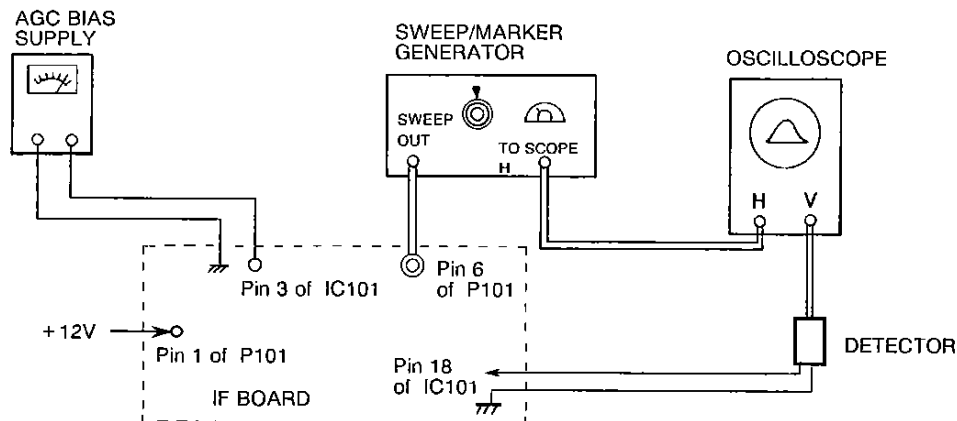 AGC BIAS
SUPPLY
SWEEP/MARKER
GENERATOR
OSCILLOSCOPE
SWEEP
OUT
TO SCOPE
H
H
V
Pin 3 of IC101
Pin 6
of P101
+12V
Pin 1 of P101
Pin 18
of IC101
DETECTOR
IF BOARD